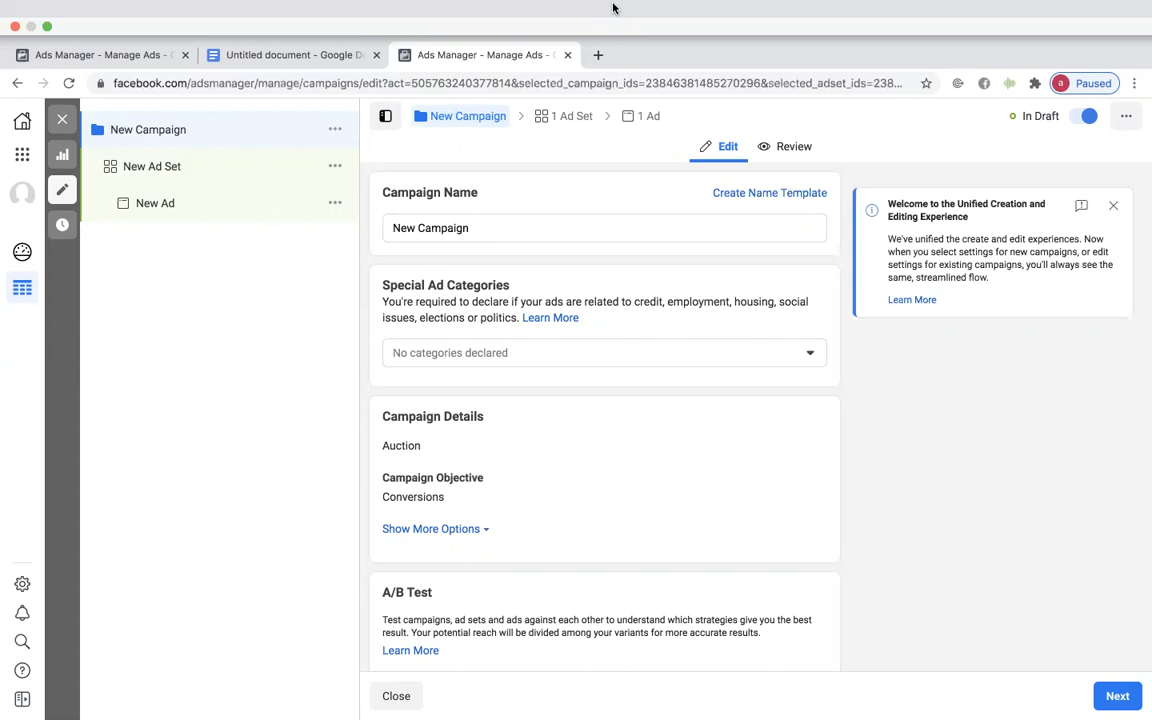 Ads Manager - Manage Ads - C
Untitled document - Google D
Ads Manager - Manage Ads - C
facebook.com/adsmanager/manage/campaigns/edit?act=505763240377814&selected_campaign_ids=23846381485270296&selected_adset_ids=238...
a Paused
New Campaign
New Ad Set
New Ad
New Campaign
1 Ad Set
1 Ad
In Draft
Edit
Review
Campaign Name
Create Name Template
New Campaign
Special Ad Categories
You're required to declare if your ads are related to credit, employment, housing, social
issues, elections or politics. Learn More
No categories declared
Campaign Details
Auction
Campaign Objective
Conversions
Show More Options
A/B Test
Test campaigns, ad sets and ads against each other to understand which strategies give you the best
result. Your potential reach will be divided among your variants for more accurate results.
Learn More
Welcome to the Unified Creation and
Editing Experience
We've unified the create and edit experiences. Now
when you select settings for new campaigns, or edit
settings for existing campaigns, you'll always see the
same, streamlined flow.
Learn More
Close
Next